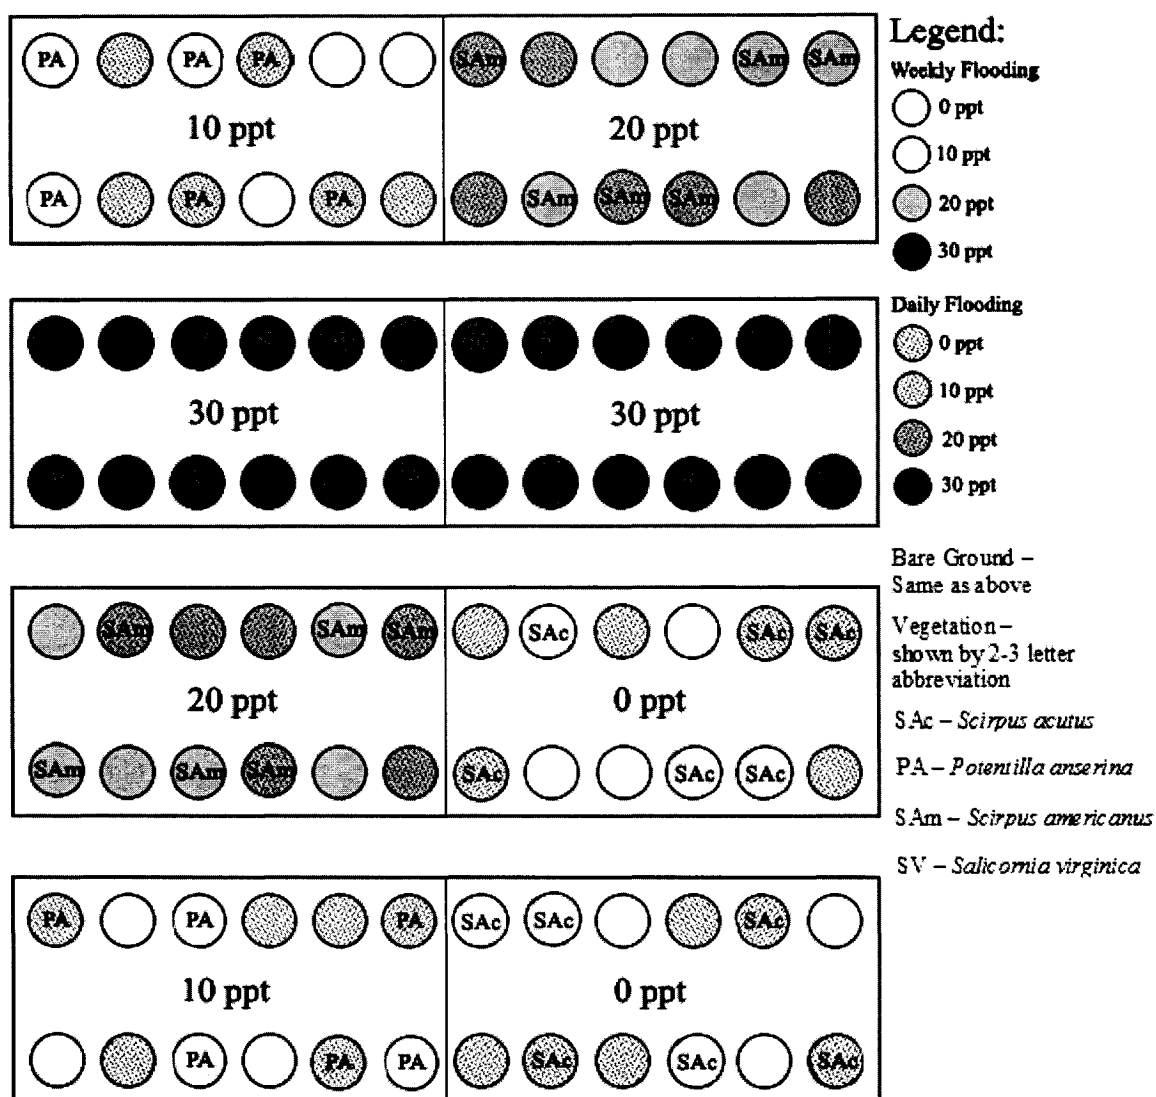 PA PA PA
10 ppt
PA PA PA
SAm SAm SAm
20 ppt
SAm SAm SAm
30 ppt
30 ppt
SAm SAm SAm
20 ppt
SAm SAm SAm
SAc SAc SAc
0 ppt
SAc SAc SAc
PA PA PA
10 ppt
PA PA PA
SAc SAc SAc
0 ppt
SAc SAc SAc
Legend:
Weekly Flooding
0 ppt
10 ppt
20 ppt
30 ppt
Daily Flooding
0 ppt
10 ppt
20 ppt
30 ppt
Bare Ground –
Same as above
Vegetation –
shown by 2-3 letter
abbreviation
SAc – Scirpus acutus
PA – Potentilla anserina
SAm – Scirpus americanus
SV – Salicornia virginica